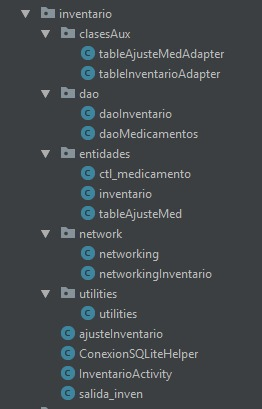 inventario
clasesAux
tableAjusteMedAdapter
tableInventarioAdapter
dao
daoInventario
daoMedicamentos
entidades
ctl_medicamento
inventario
tableAjusteMed
network
networking
networkingInventario
utilities
utilities
ajusteInventario
ConexionSQLiteHelper
InventarioActivity
salida_inven